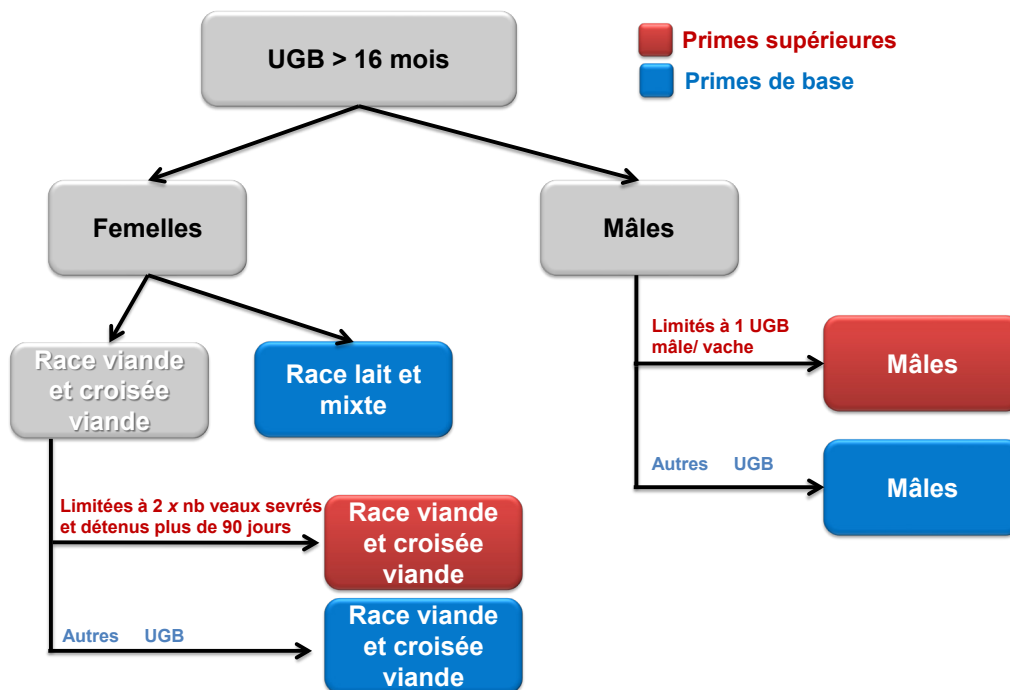 UGB > 16 mois
Primes supérieures
Primes de base
Femelles
Mâles
Race viande
et croisée
viande
Race lait et
mixte
Limités à 1 UGB
mâle/ vache
Mâles
Autres UGB
Mâles
Limitées à 2 x nb veaux sevrés
et détenus plus de 90 jours
Race viande
et croisée
viande
Autres UGB
Race viande
et croisée
viande